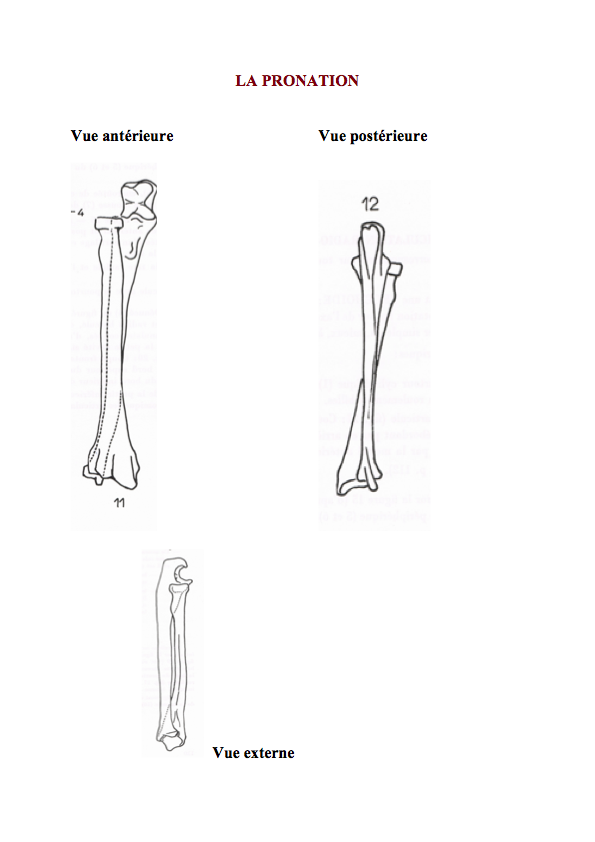 LA PRONATION
Vue antérieure
Vue postérieure
-4
12
11
Vue externe